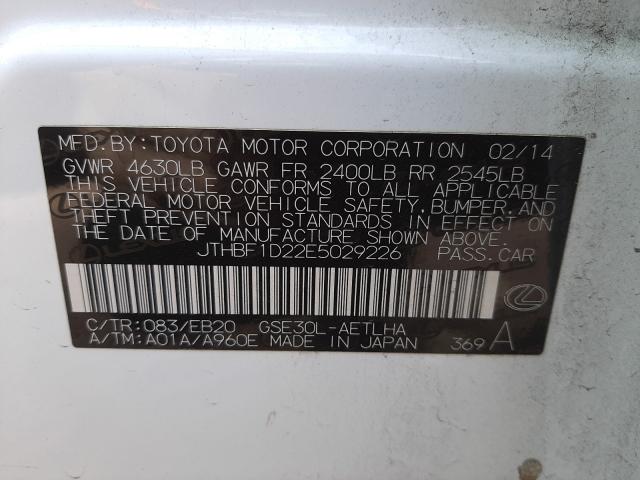 MFD. BY: TOYOTA MOTOR CORPORATION 02/14
GVWR 4630LB GAWR FR 2400LB RR 2545LB
THIS VEHICLE CONFORMS TO ALL APPLICABLE
FEDERAL MOTOR VEHICLE SAFETY, BUMPER, AND
THEFT PREVENTION STANDARDS IN EFFECT ON
THE DATE OF MANUFACTURE SHOWN ABOVE.
JTHBF1D22E5029226 PASS. CAR
C/TR: 083/EB20 GSE30L-AETLHA
A/TM: A01A/A960E MADE IN JAPAN 369 A